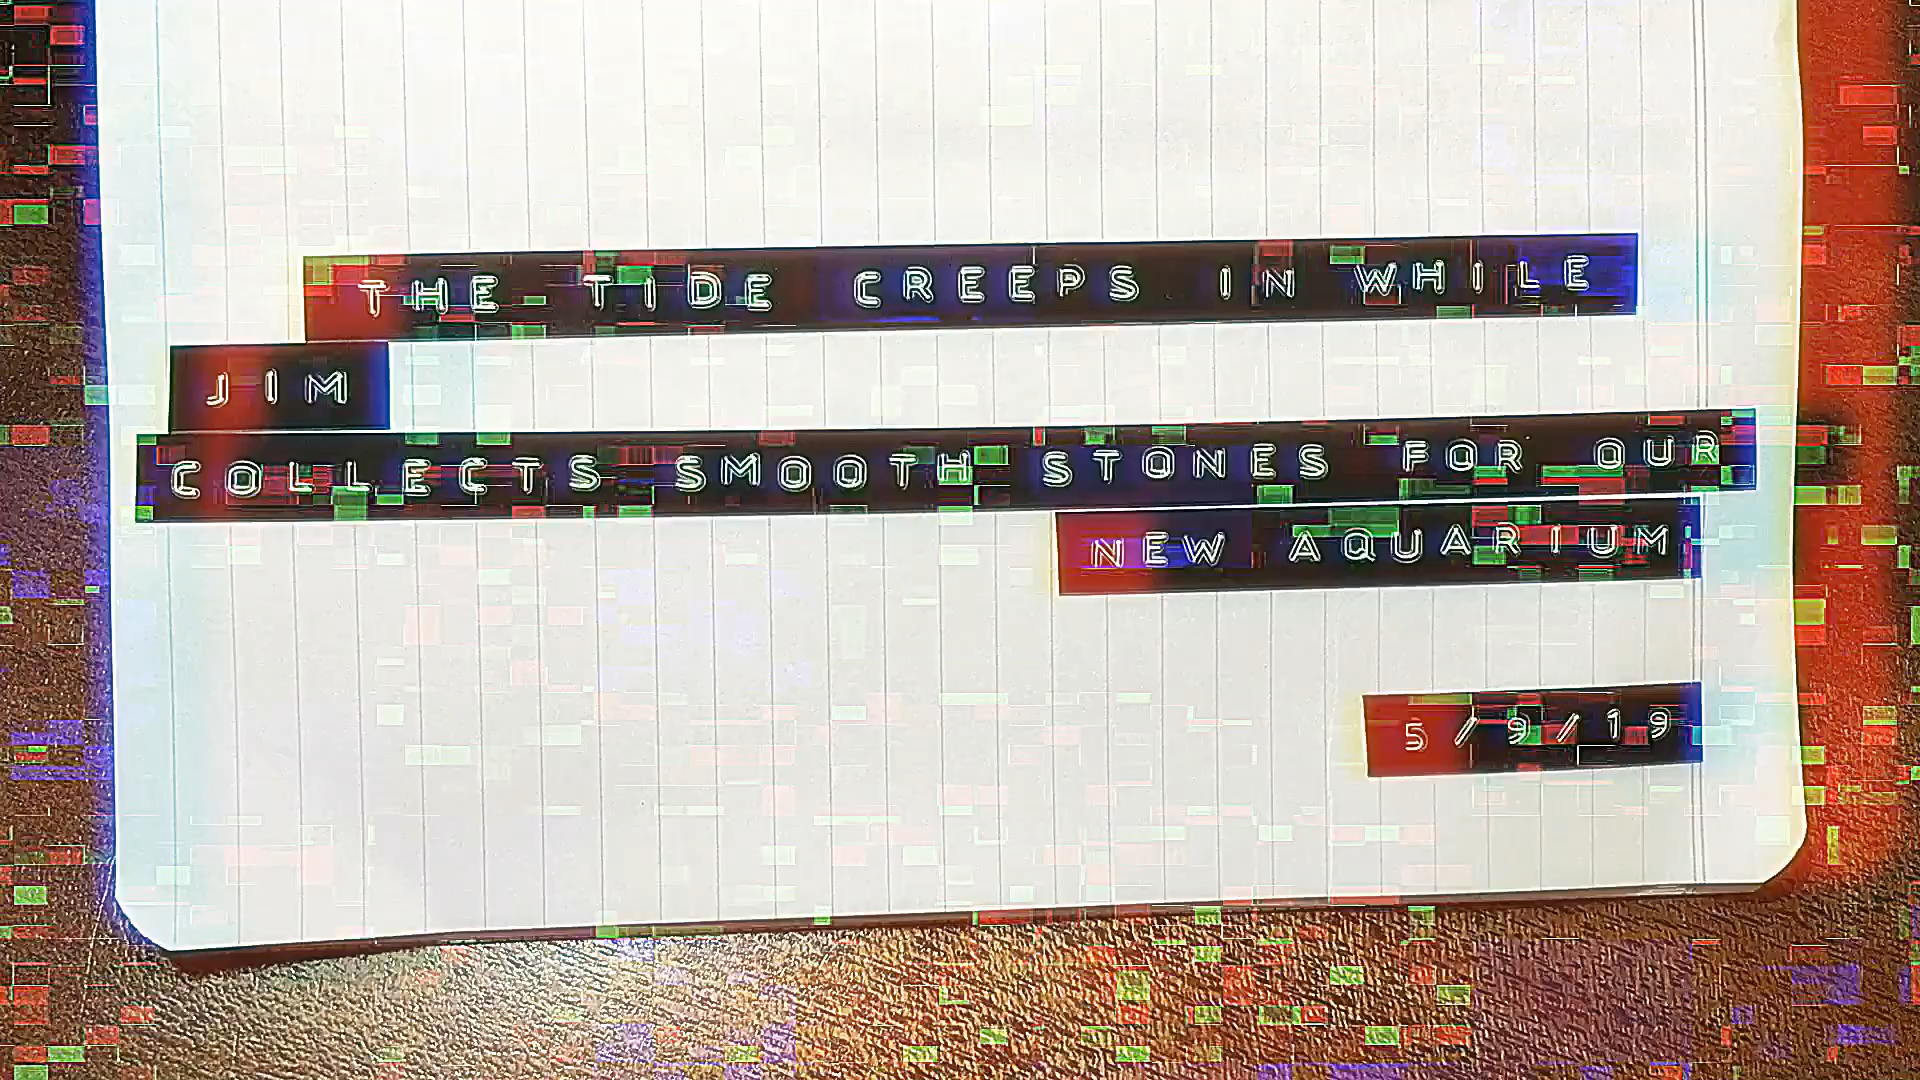 THE TIDE CREEPS IN WHILE
JIM
COLLECTS SMOOTH STONES FOR OUR
NEW AQUARIUM
5/9/19